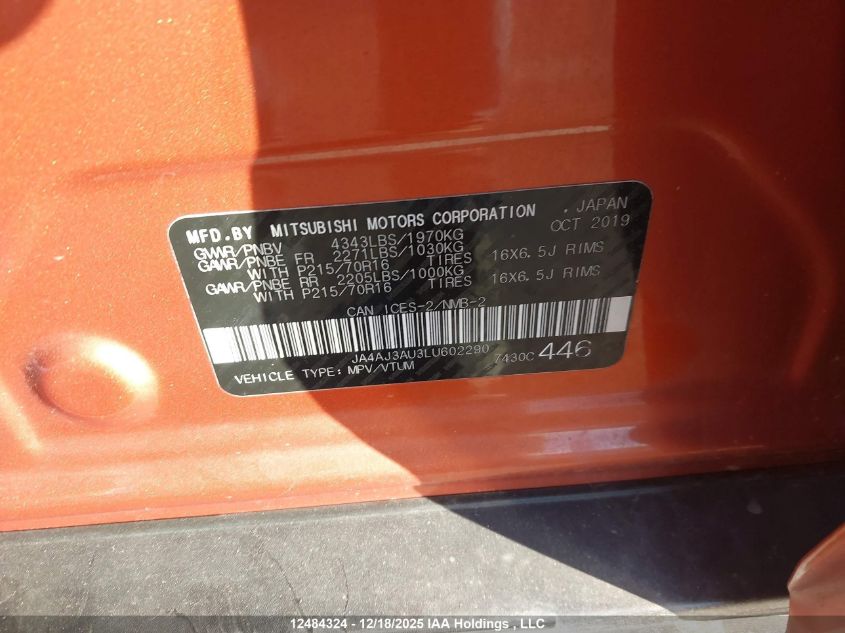 MFD.BY MITSUBISHI MOTORS CORPORATION . JAPAN
GVWR/PNBV 4343LBS/1970KG OCT 2019
GAWR/PNBE FR 2271LBS/1030KG
WITH P215/70R16 TIRES 16X6.5J RIMS
GAWR/PNBE RR 2205LBS/1000KG
WITH P215/70R16 TIRES 16X6.5J RIMS
CAN ICES-2/NMB-2
JA4AJ3AU3LU602290 7430C 446
VEHICLE TYPE: MPV/VTUM
12484324 - 12/18/2025 IAA Holdings , LLC